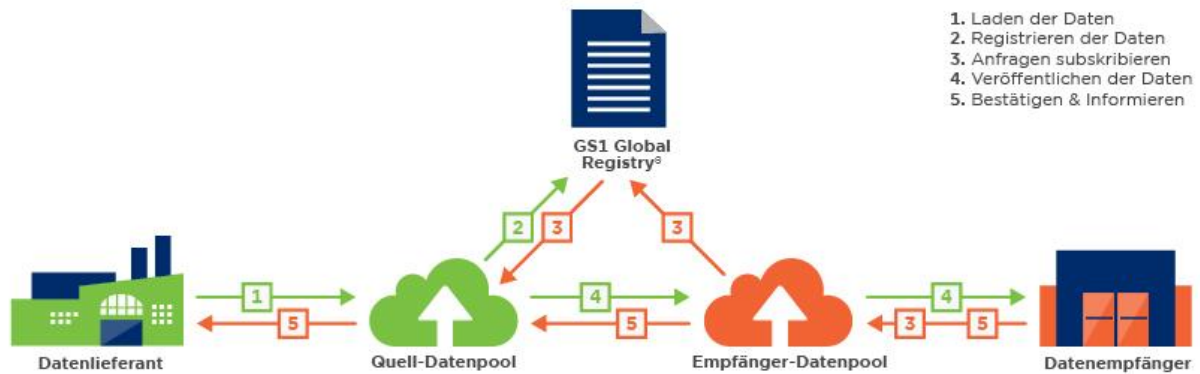 1. Laden der Daten
2. Registrieren der Daten
3. Anfragen subskribieren
4. Veröffentlichen der Daten
5. Bestätigen & Informieren
GS1 Global
Registry®
2
3
3
1
5
4
5
4
3
5
Datenlieferant
Quell-Datenpool
Empfänger-Datenpool
Datenempfänger